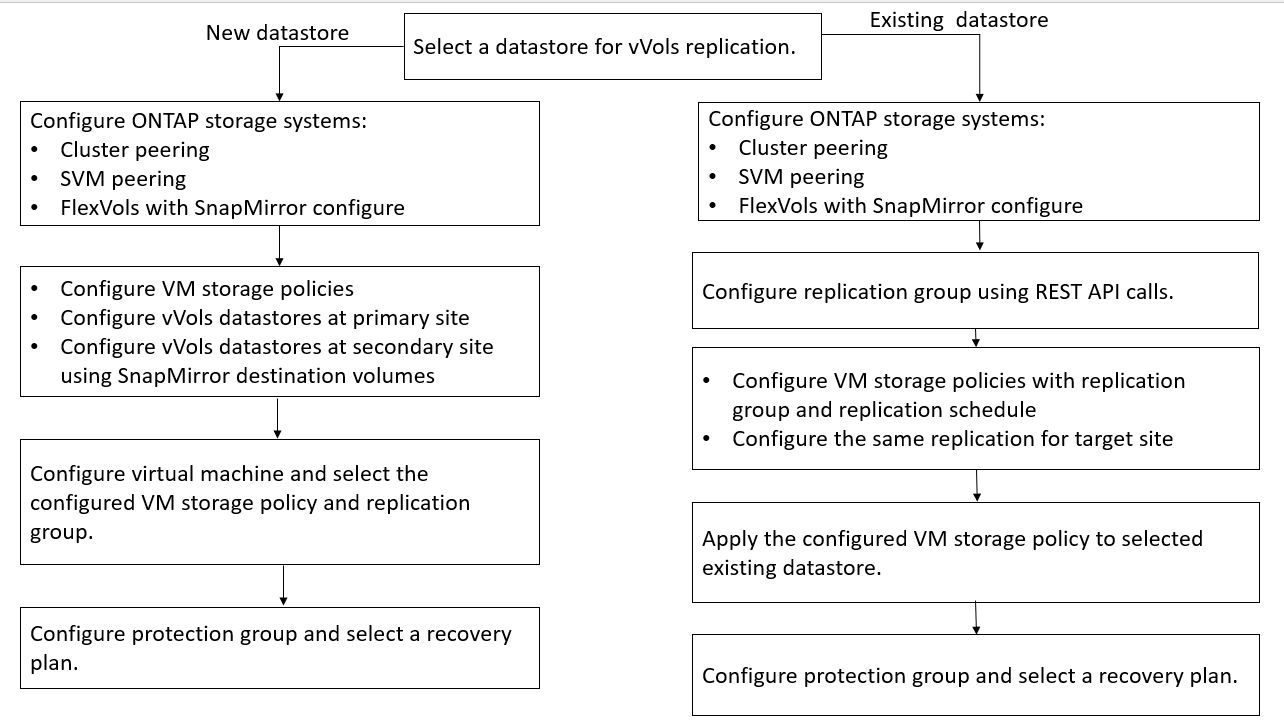 Select a datastore for vVols replication.
New datastore
Configure ONTAP storage systems:
• Cluster peering
• SVM peering
• FlexVols with SnapMirror configure
• Configure VM storage policies
• Configure vVols datastores at primary site
• Configure vVols datastores at secondary site
using SnapMirror destination volumes
Configure virtual machine and select the
configured VM storage policy and replication
group.
Configure protection group and select a recovery
plan.
Existing datastore
Configure ONTAP storage systems:
• Cluster peering
• SVM peering
• FlexVols with SnapMirror configure
Configure replication group using REST API calls.
• Configure VM storage policies with replication
group and replication schedule
• Configure the same replication for target site
Apply the configured VM storage policy to selected
existing datastore.
Configure protection group and select a recovery plan.